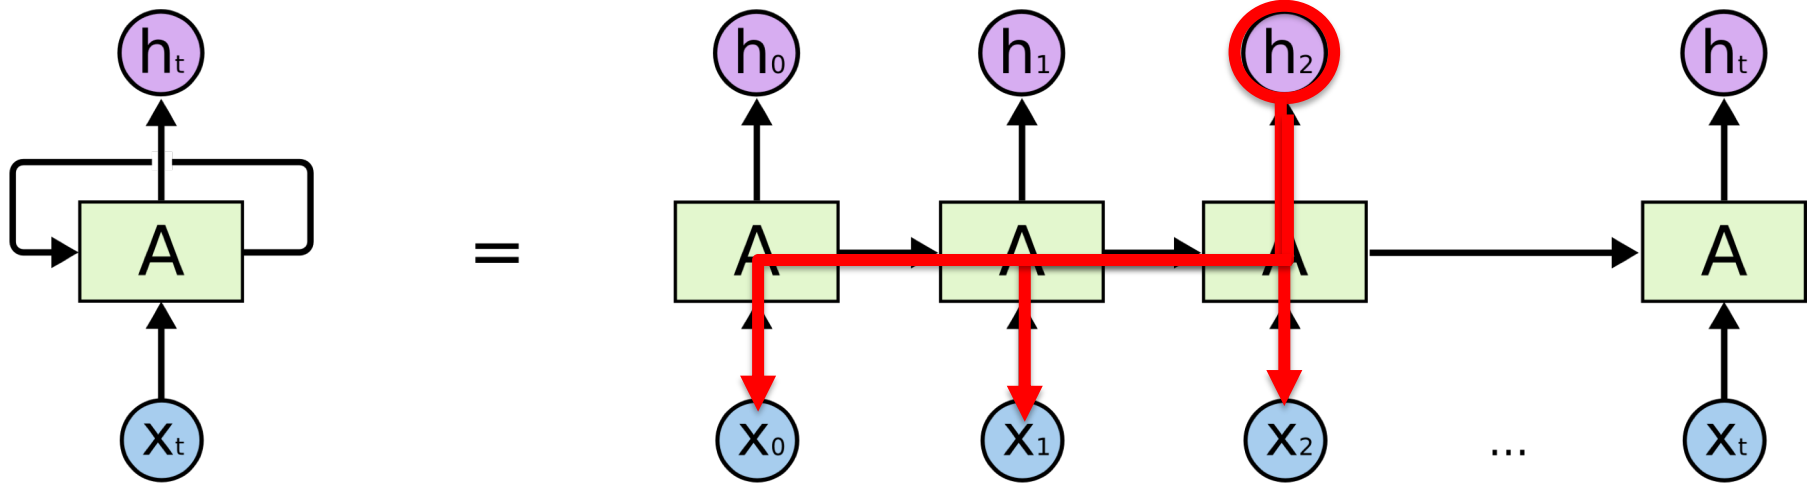 ht h0 h1 h2 ht
A = A A A A
xt x0 x1 x2 ... xt